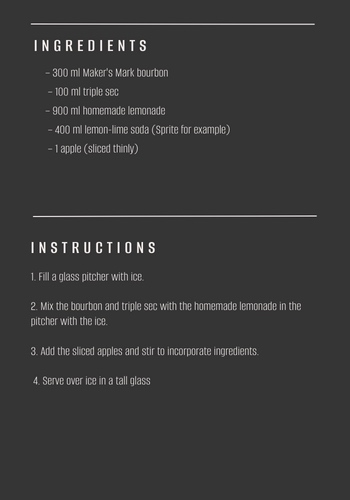 INGREDIENTS
– 300 ml Maker's Mark bourbon
– 100 ml triple sec
– 900 ml homemade lemonade
– 400 ml lemon-lime soda (Sprite for example)
– 1 apple (sliced thinly)
INSTRUCTIONS
1. Fill a glass pitcher with ice.
2. Mix the bourbon and triple sec with the homemade lemonade in the
pitcher with the ice.
3. Add the sliced apples and stir to incorporate ingredients.
4. Serve over ice in a tall glass